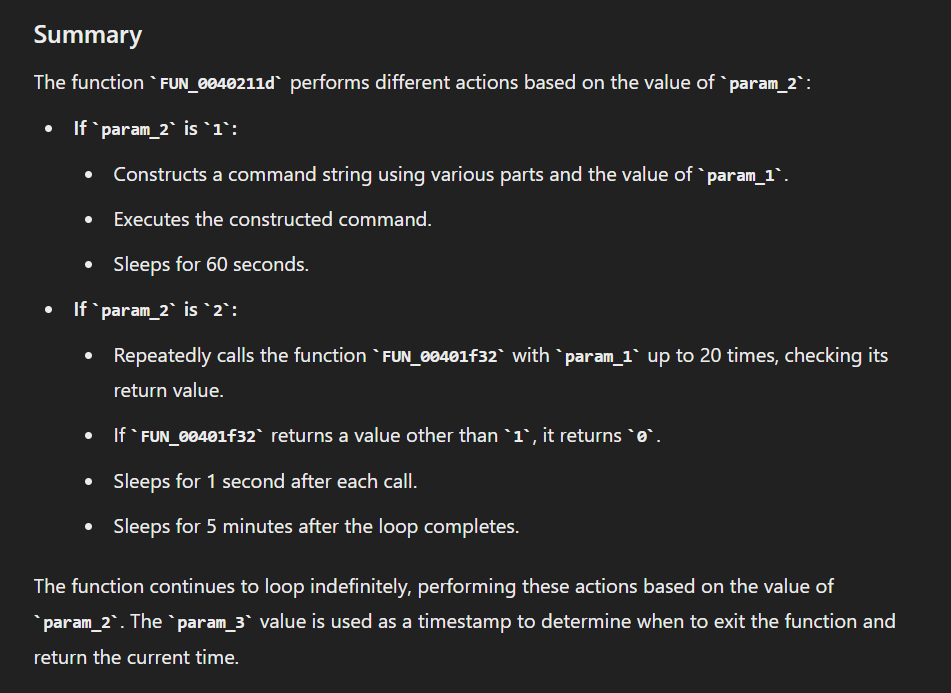 Summary
The function `FUN_0040211d` performs different actions based on the value of `param_2`:
• If `param_2` is `1`:
• Constructs a command string using various parts and the value of `param_1`.
• Executes the constructed command.
• Sleeps for 60 seconds.
• If `param_2` is `2`:
• Repeatedly calls the function `FUN_00401f32` with `param_1` up to 20 times, checking its
return value.
• If `FUN_00401f32` returns a value other than `1`, it returns `0`.
• Sleeps for 1 second after each call.
• Sleeps for 5 minutes after the loop completes.
The function continues to loop indefinitely, performing these actions based on the value of
`param_2`. The `param_3` value is used as a timestamp to determine when to exit the function and
return the current time.